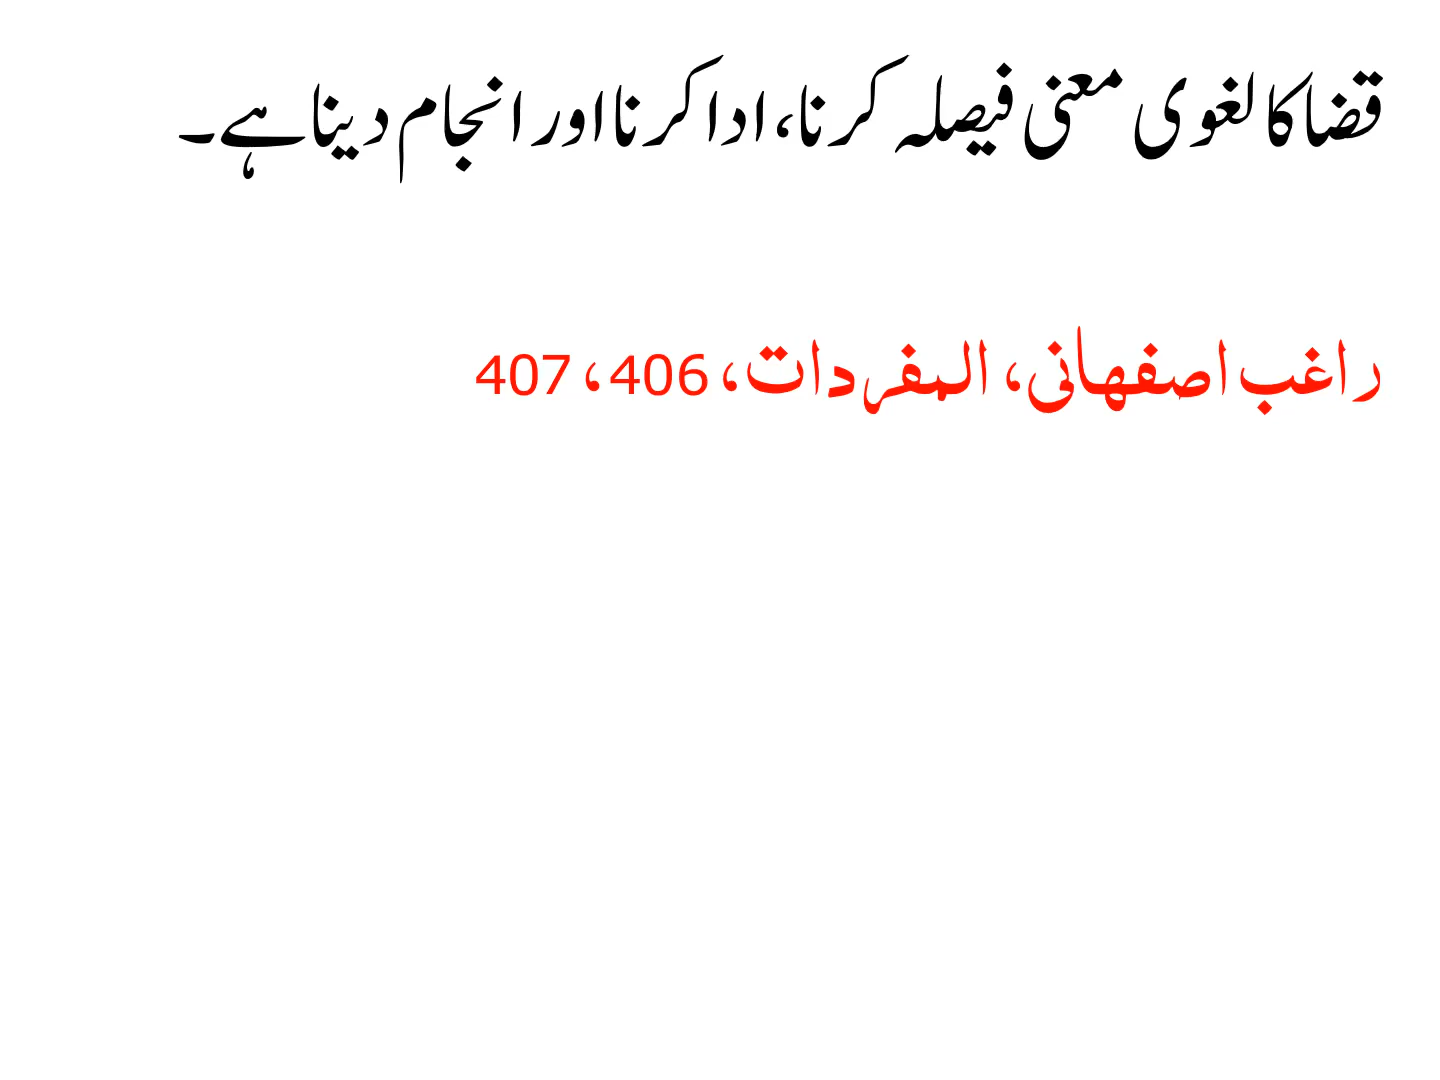 قضا کا لغوی معنی فیصلہ کرنا، ادا کرنا اور انجام دینا ہے۔
راغب اصفهانی، المفردات، 406، 407